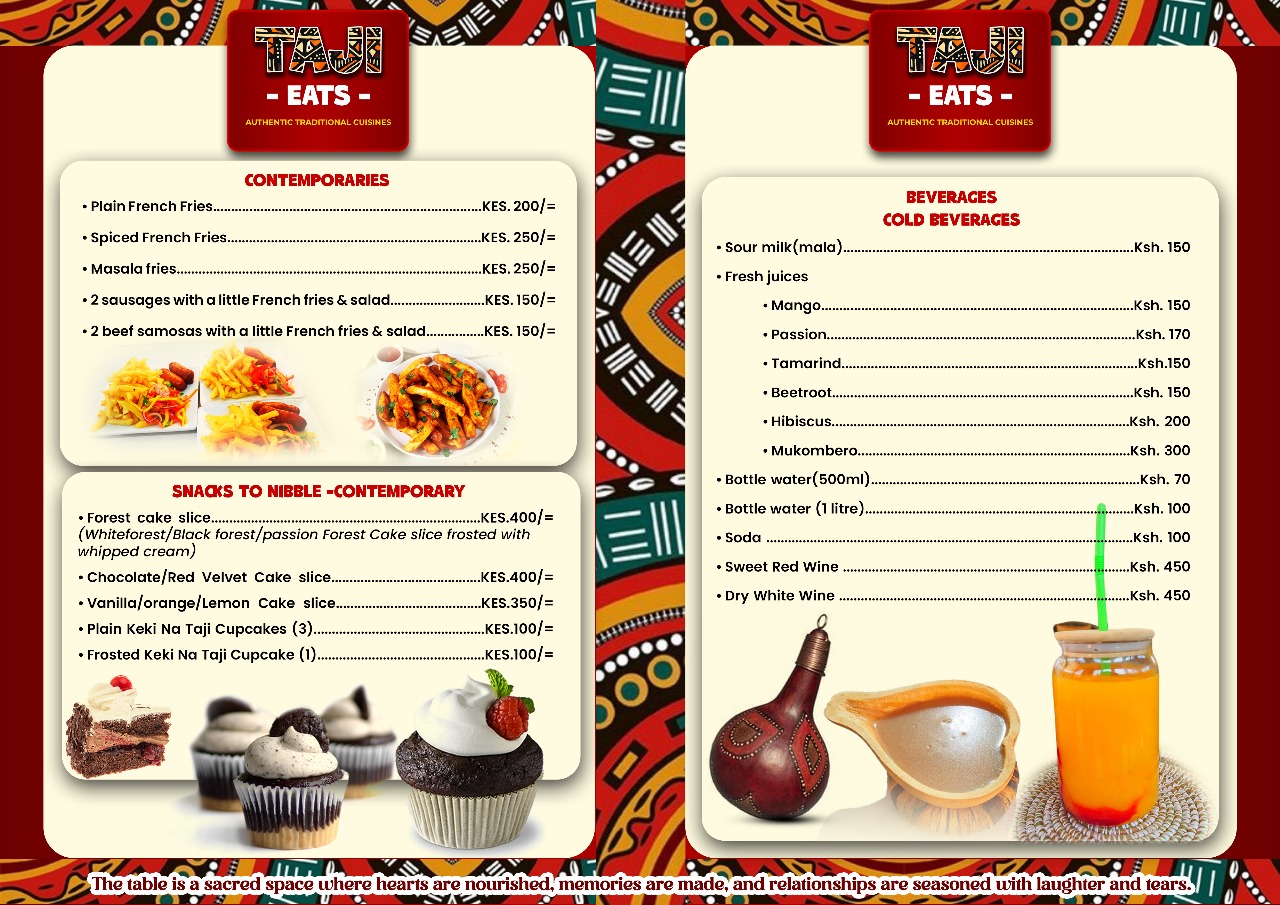 TAJI
- EATS -
AUTHENTIC TRADITIONAL CUISINES
CONTEMPORARIES
• Plain French Fries..........KES. 200/=
• Spiced French Fries..........KES. 250/=
• Masala fries..........KES. 250/=
• 2 sausages with a little French fries & salad..........KES. 150/=
• 2 beef samosas with a little French fries & salad..........KES. 150/=
SNACKS TO NIBBLE -CONTEMPORARY
• Forest cake slice..........KES.400/=
(Whiteforest/Black forest/passion Forest Cake slice frosted with
whipped cream)
• Chocolate/Red Velvet Cake slice..........KES.400/=
• Vanilla/orange/Lemon Cake slice..........KES.350/=
• Plain Keki Na Taji Cupcakes (3)..........KES.100/=
• Frosted Keki Na Taji Cupcake (1)..........KES.100/=
TAJI
- EATS -
AUTHENTIC TRADITIONAL CUISINES
BEVERAGES
COLD BEVERAGES
• Sour milk(mala)..........Ksh. 150
• Fresh juices
• Mango..........Ksh. 150
• Passion..........Ksh. 170
• Tamarind..........Ksh.150
• Beetroot..........Ksh. 150
• Hibiscus..........Ksh. 200
• Mukombero..........Ksh. 300
• Bottle water(500ml)..........Ksh. 70
• Bottle water (1 litre)..........Ksh. 100
• Soda ..........Ksh. 100
• Sweet Red Wine ..........Ksh. 450
• Dry White Wine ..........Ksh. 450
The table is a sacred space where hearts are nourished, memories are made, and relationships are seasoned with laughter and tears.